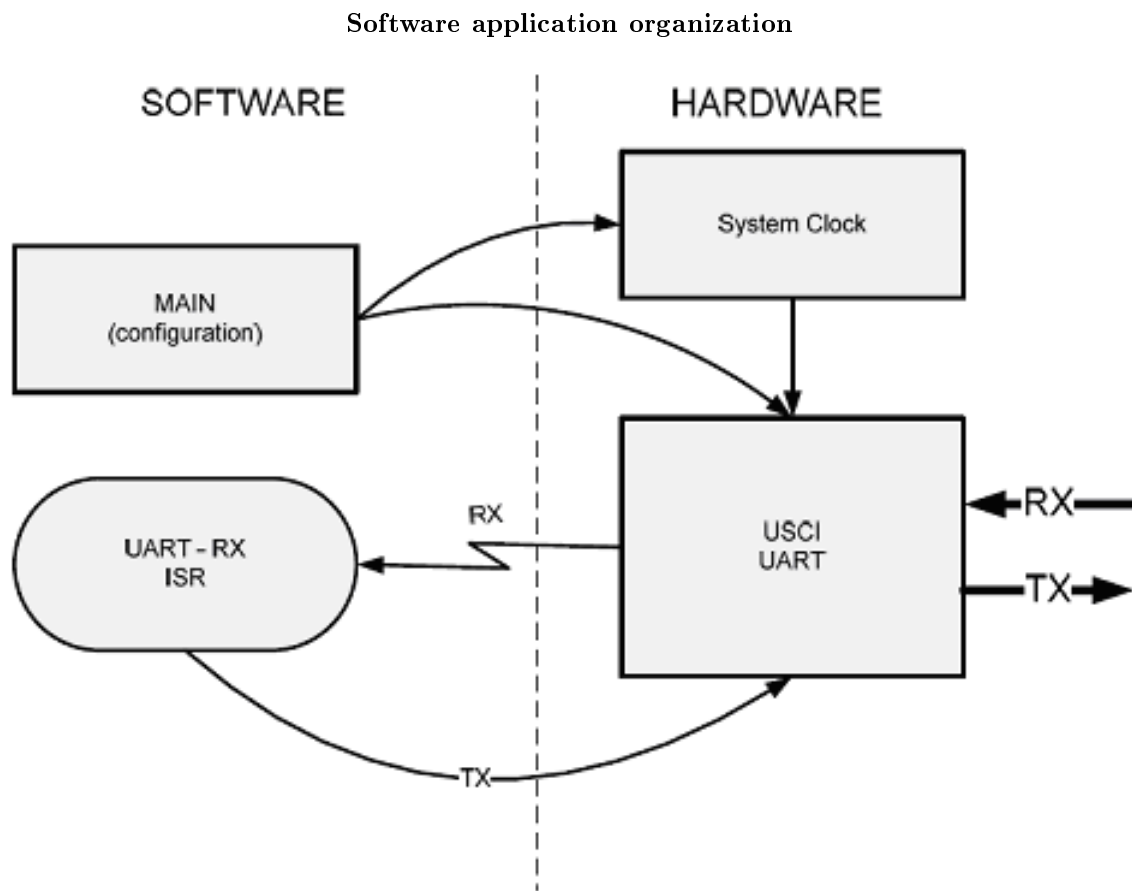 Software application organization
SOFTWARE
HARDWARE
System Clock
MAIN
(configuration)
RX
UART - RX
ISR
USCI
UART
RX
TX
TX